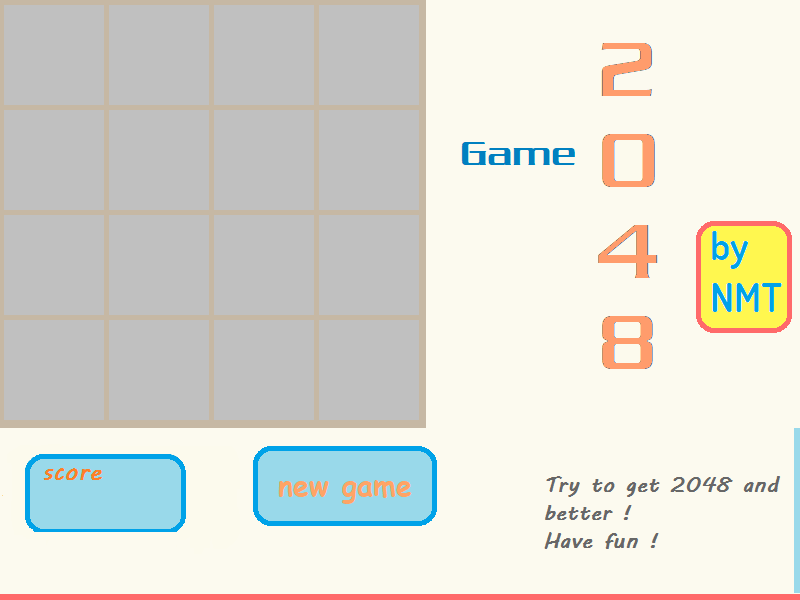 2
0
4
8
Game
by
NMT
score
new game
Try to get 2048 and
better !
Have fun !